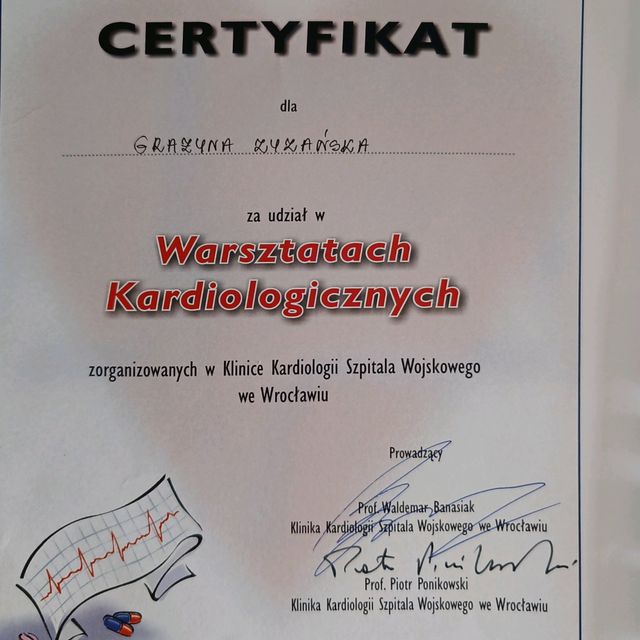 CERTYFIKAT
dla
GRAŻYNA ZYZAŃSKA
za udział w
Warsztatach
Kardiologicznych
zorganizowanych w Klinice Kardiologii Szpitala Wojskowego
we Wrocławiu
Prowadzący
Prof. Waldemar Banasiak
Klinika Kardiologii Szpitala Wojskowego we Wrocławiu
Prof. Piotr Ponikowski
Klinika Kardiologii Szpitala Wojskowego we Wrocławiu